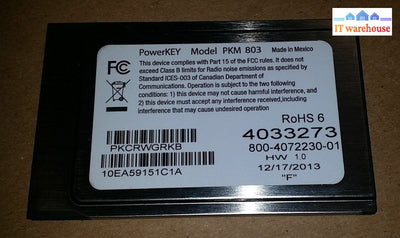 IT warehouse
PowerKEY Model PKM 803 Made in Mexico
FC
This device complies with Part 15 of the FCC rules. It does not
exceed Class B limits for Radio noise emissions as specified by
Standard ICES-003 of Canadian Department of
Communications. Operation is subject to the two following
conditions: 1) this device may not cause harmful interference, and
2) this device must accept any interference received,including
interference that may cause undesired operation
RoHS 6
4033273
PKCRWGRKB
800-4072230-01
HW 1.0
10EA59151C1A
12/17/2013
"F"